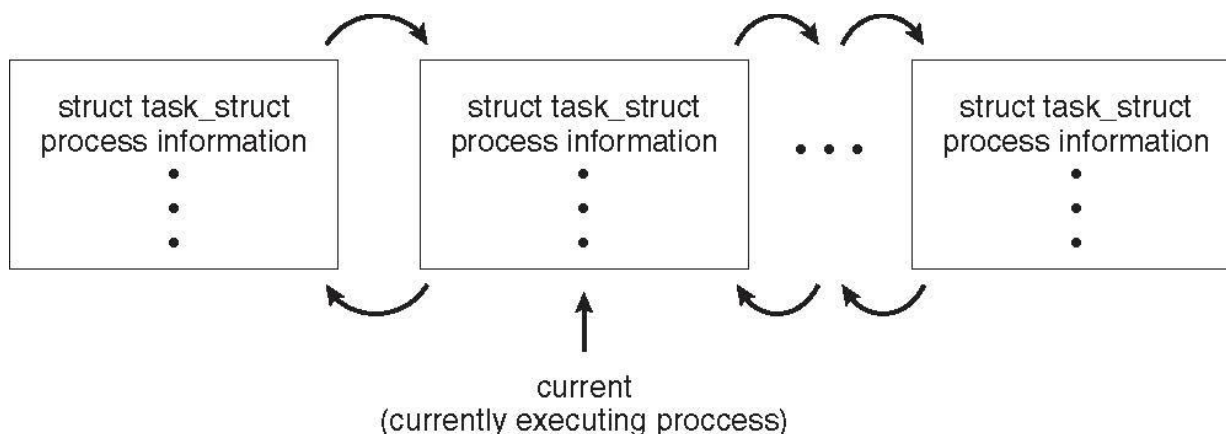 struct task_struct
process information
struct task_struct
process information
struct task_struct
process information
current
(currently executing proccess)